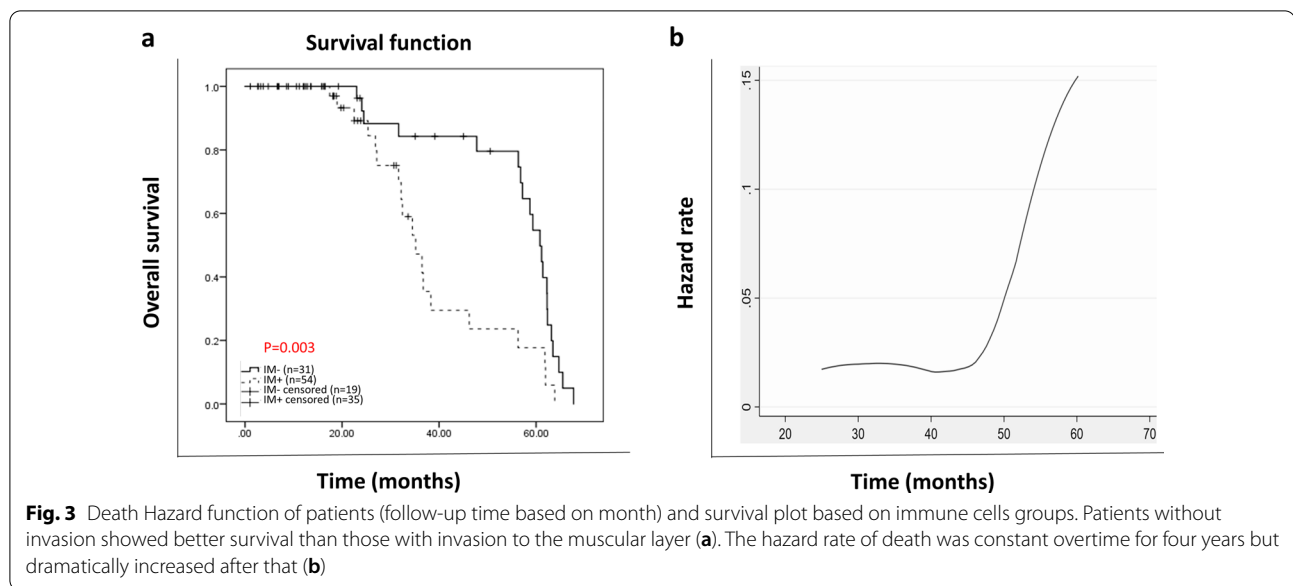 a
Survival function
Overall survival
1.0
0.8
0.6
0.4
0.2
0.0
P=0.003
IM- (n=31)
IM+ (n=54)
IM- censored (n=19)
IM+ censored (n=35)
.00
20.00
40.00
60.00
Time (months)
b
Hazard rate
.15
.1
.05
0
20
30
40
50
60
70
Time (months)
Fig. 3 Death Hazard function of patients (follow-up time based on month) and survival plot based on immune cells groups. Patients without
invasion showed better survival than those with invasion to the muscular layer (a). The hazard rate of death was constant overtime for four years but
dramatically increased after that (b)